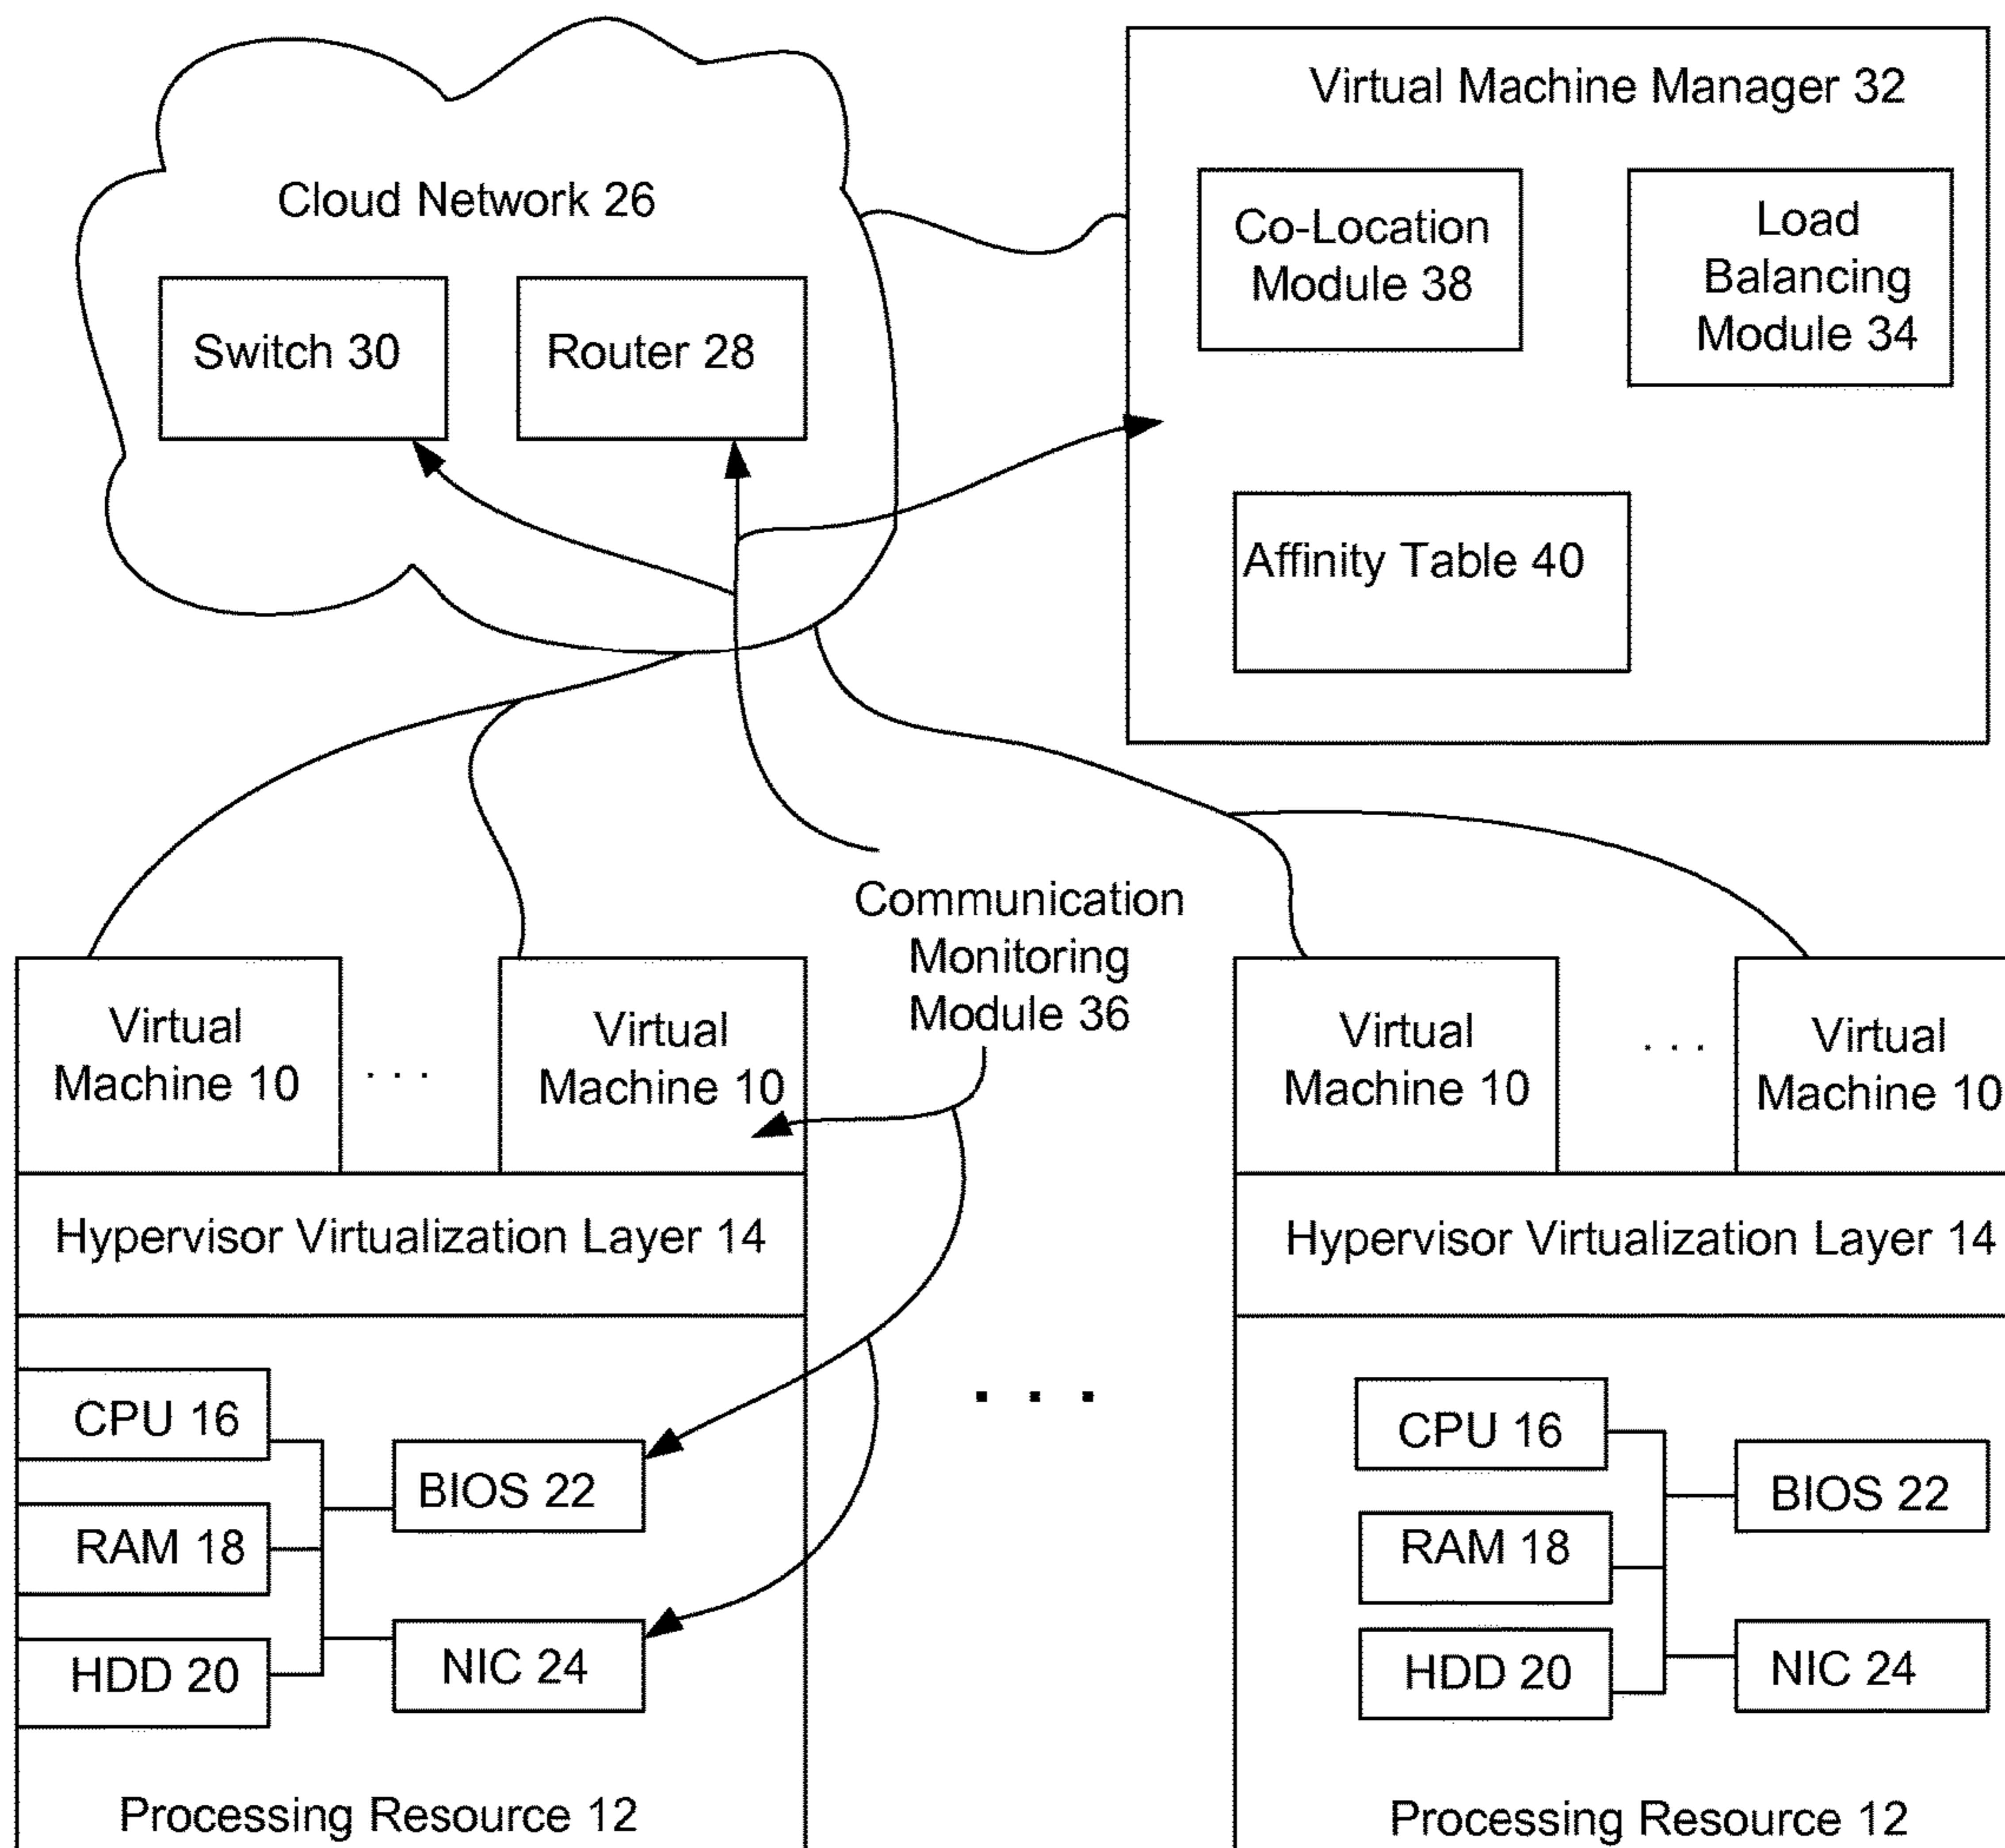 Virtual Machine Manager 32
Cloud Network 26
Switch 30
Router 28
Co-Location
Module 38
Load
Balancing
Module 34
Affinity Table 40
Communication
Monitoring
Module 36
Virtual
Machine 10
. . .
Virtual
Machine 10
Hypervisor Virtualization Layer 14
CPU 16
RAM 18
HDD 20
BIOS 22
NIC 24
Processing Resource 12
. . .
Virtual
Machine 10
. . .
Virtual
Machine 10
Hypervisor Virtualization Layer 14
CPU 16
RAM 18
HDD 20
BIOS 22
NIC 24
Processing Resource 12